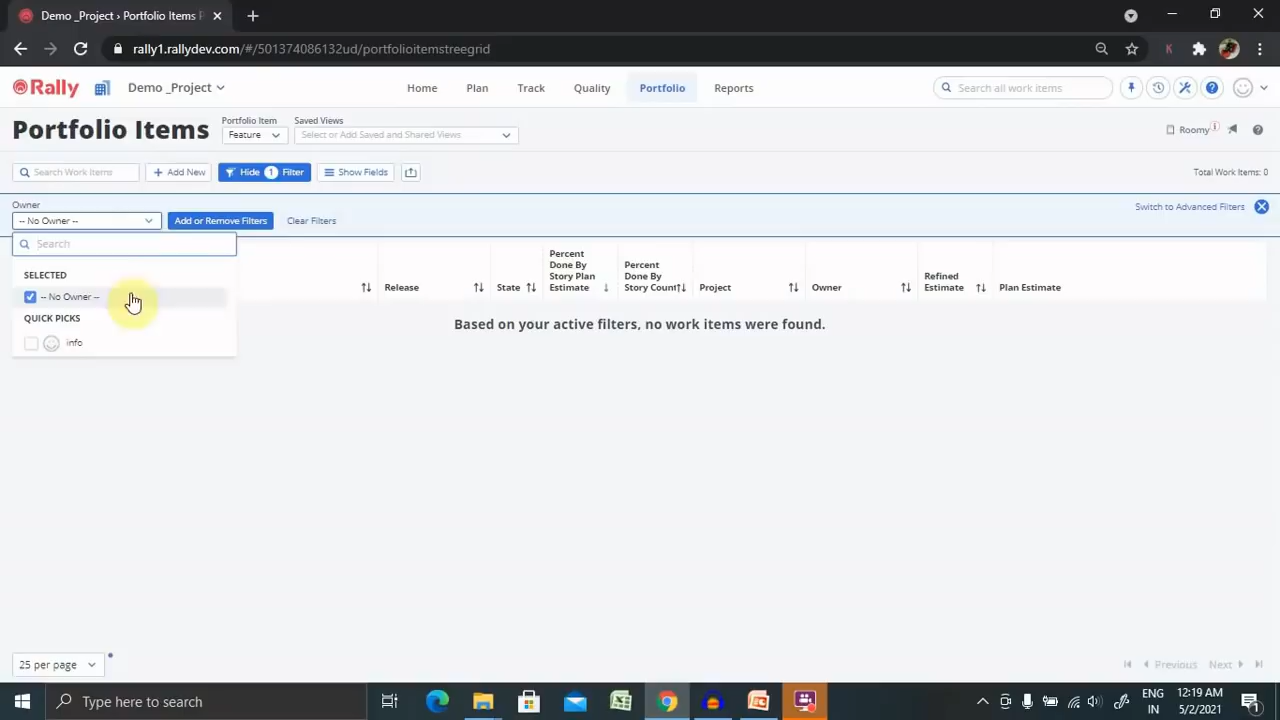 Demo _Project › Portfolio Items
rally1.rallydev.com/#/501374086132ud/portfolioitemstreegrid
K
Rally
Demo _Project
Home
Plan
Track
Quality
Portfolio
Reports
Search all work items
Portfolio Items
Portfolio Item
Feature
Saved Views
Select or Add Saved and Shared Views
Roomy
Search Work Items
+ Add New
Hide 1 Filter
Show Fields
Total Work Items: 0
Owner
-- No Owner --
Add or Remove Filters
Clear Filters
Switch to Advanced Filters
Search
SELECTED
-- No Owner --
QUICK PICKS
info
Release
State
Percent
Done By
Story Plan
Estimate
Percent
Done By
Story Count
Project
Owner
Refined
Estimate
Plan Estimate
Based on your active filters, no work items were found.
25 per page
Previous
Next
Type here to search
ENG
IN
12:19 AM
5/2/2021
1